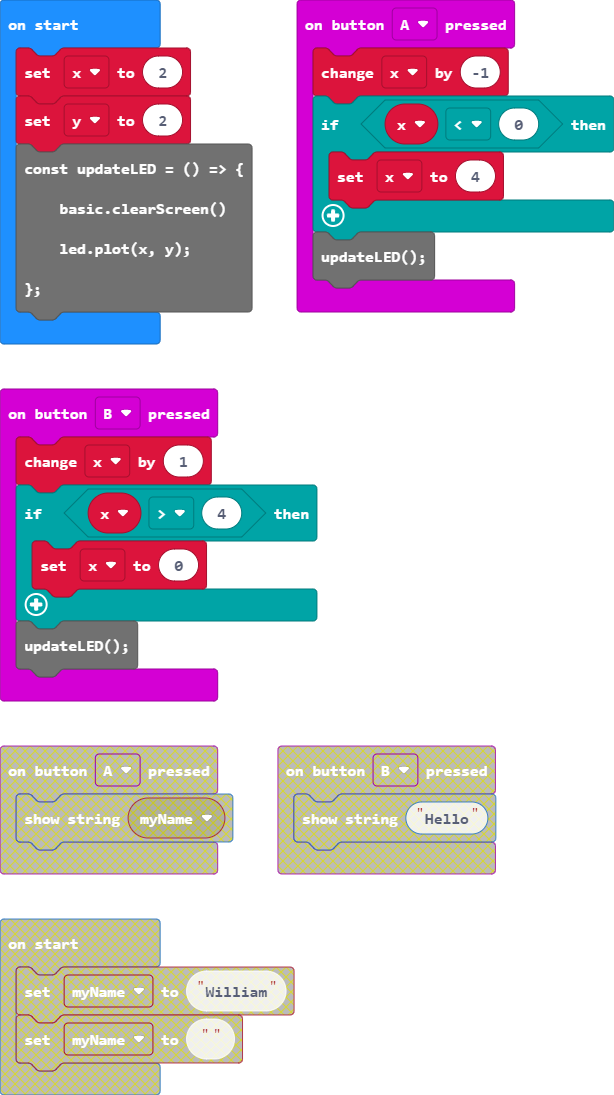 on start
set x to 2
set y to 2
const updateLED = () => {
basic.clearScreen()
led.plot(x, y);
};
on button A pressed
change x by -1
if x < 0 then
set x to 4
updateLED();
on button B pressed
change x by 1
if x > 4 then
set x to 0
updateLED();
on button A pressed
show string myName
on button B pressed
show string "Hello"
on start
set myName to "William"
set myName to " "